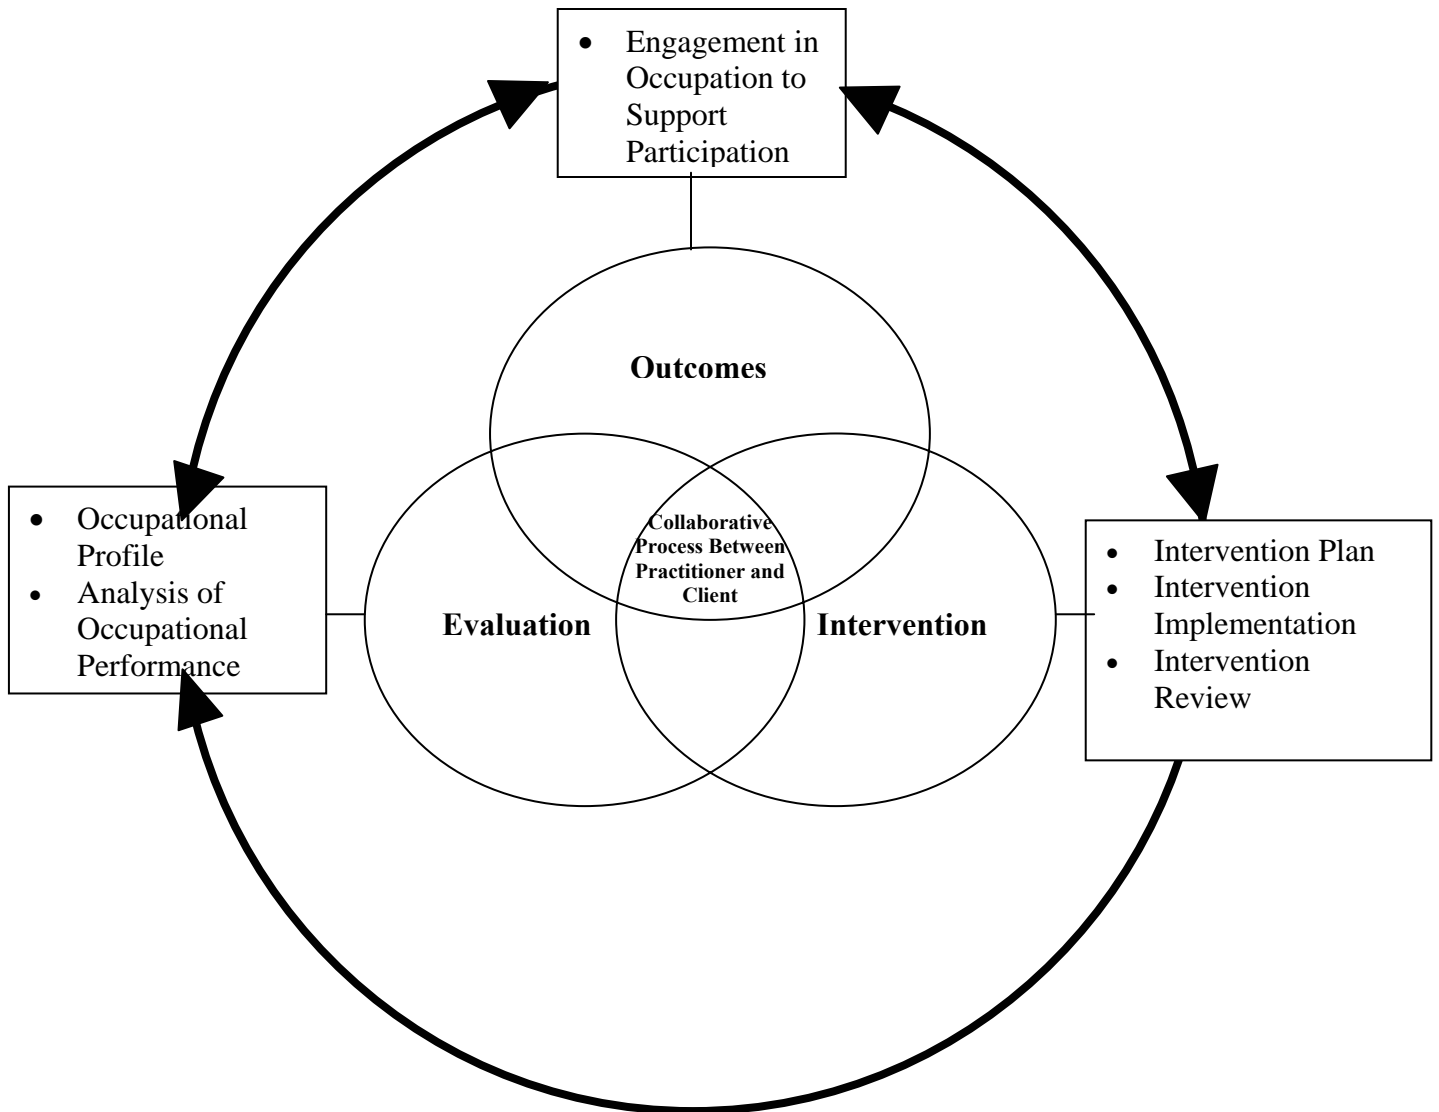 • Engagement in
Occupation to
Support
Participation
Outcomes
Collaborative
Process Between
Practitioner and
Client
Evaluation
Intervention
• Occupational
Profile
• Analysis of
Occupational
Performance
• Intervention Plan
• Intervention
Implementation
• Intervention
Review